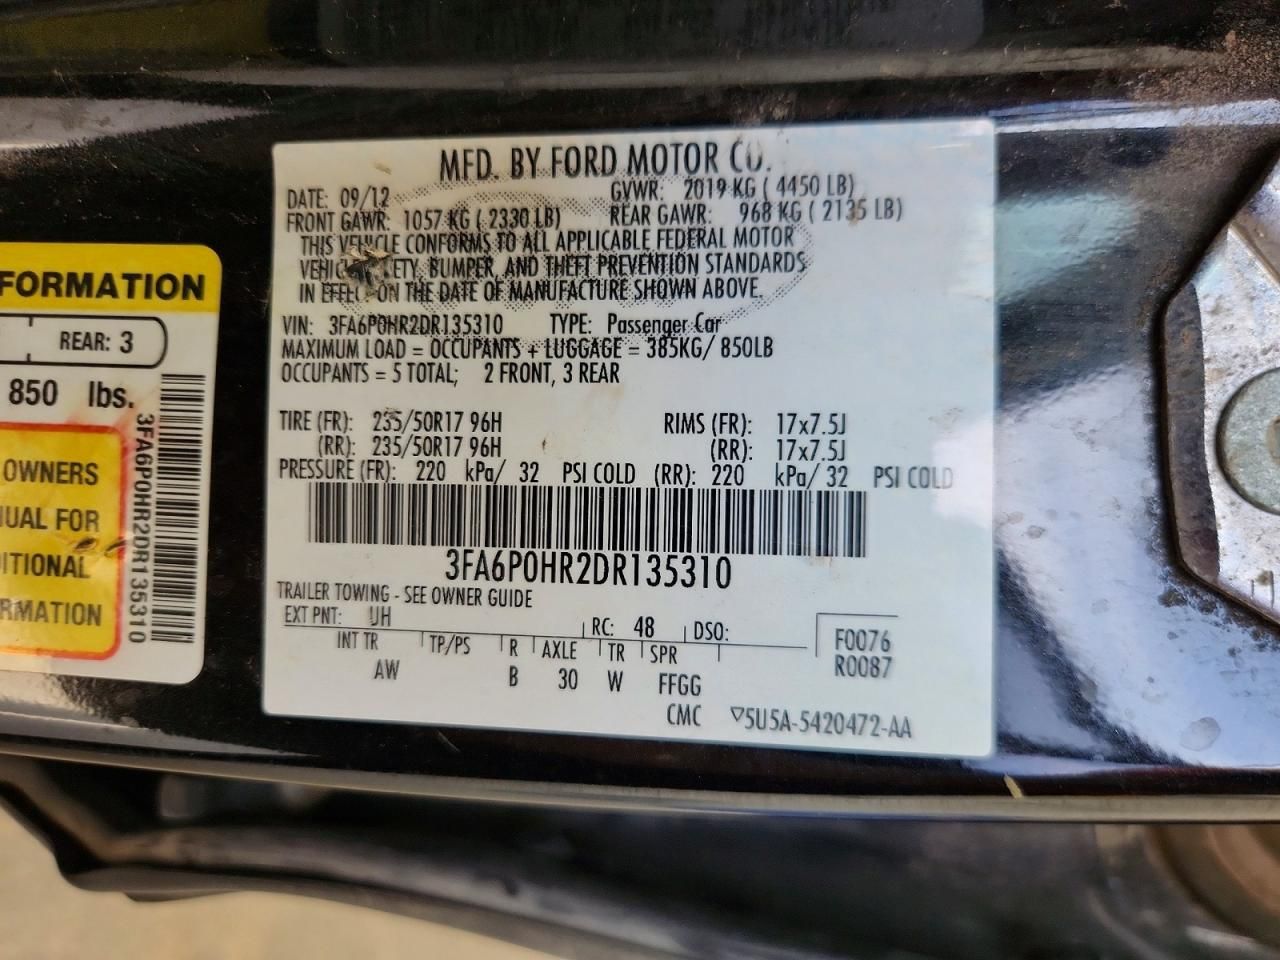 FORMATION
REAR: 3
850 lbs.
OWNERS
UAL FOR
ITIONAL
RMATION
3FA6P0HR2DR135310
MFD. BY FORD MOTOR CO.
DATE: 09/12 GVWR: 2019 KG ( 4450 LB)
FRONT GAWR: 1057 KG ( 2330 LB) REAR GAWR: 968 KG ( 2135 LB)
THIS VEHICLE CONFORMS TO ALL APPLICABLE FEDERAL MOTOR
BUMPER, AND THEFT PREVENTION STANDARDS
IN EFFECT ON THE DATE OF MANUFACTURE SHOWN ABOVE.
VIN: 3FA6P0HR2DR135310 TYPE: Passenger Car
MAXIMUM LOAD = OCCUPANTS + LUGGAGE = 385KG/ 850LB
OCCUPANTS = 5 TOTAL; 2 FRONT, 3 REAR
TIRE (FR): 235/50R17 96H RIMS (FR): 17x7.5J
(RR): 235/50R17 96H (RR): 17x7.5J
PRESSURE (FR): 220 kPa/ 32 PSI COLD (RR): 220 kPa/ 32 PSI COLD
3FA6P0HR2DR135310
TRAILER TOWING - SEE OWNER GUIDE
EXT PNT: UH RC: 48 DSO: F0076
INT TR TP/PS R AXLE TR SPR R0087
AW B 30 W FFGG
CMC ▽5U5A-5420472-AA